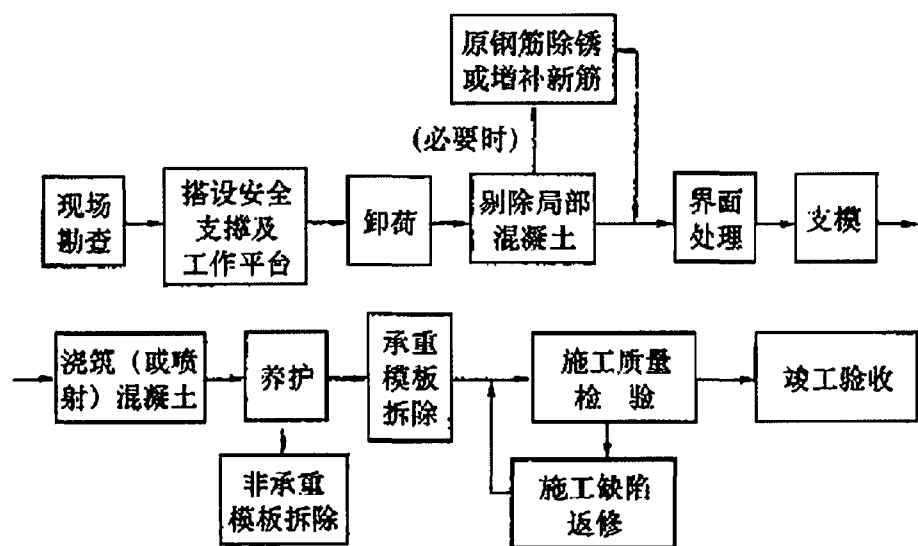 原钢筋除锈
或增补新筋
(必要时)
现场
勘查
搭设安全
支撑及
工作平台
卸荷
剔除局部
混凝土
界面
处理
支模
浇筑（或喷
射）混凝土
养护
承重
模板
拆除
施工质量
检 验
竣工验收
非承重
模板拆除
施工缺陷
返修